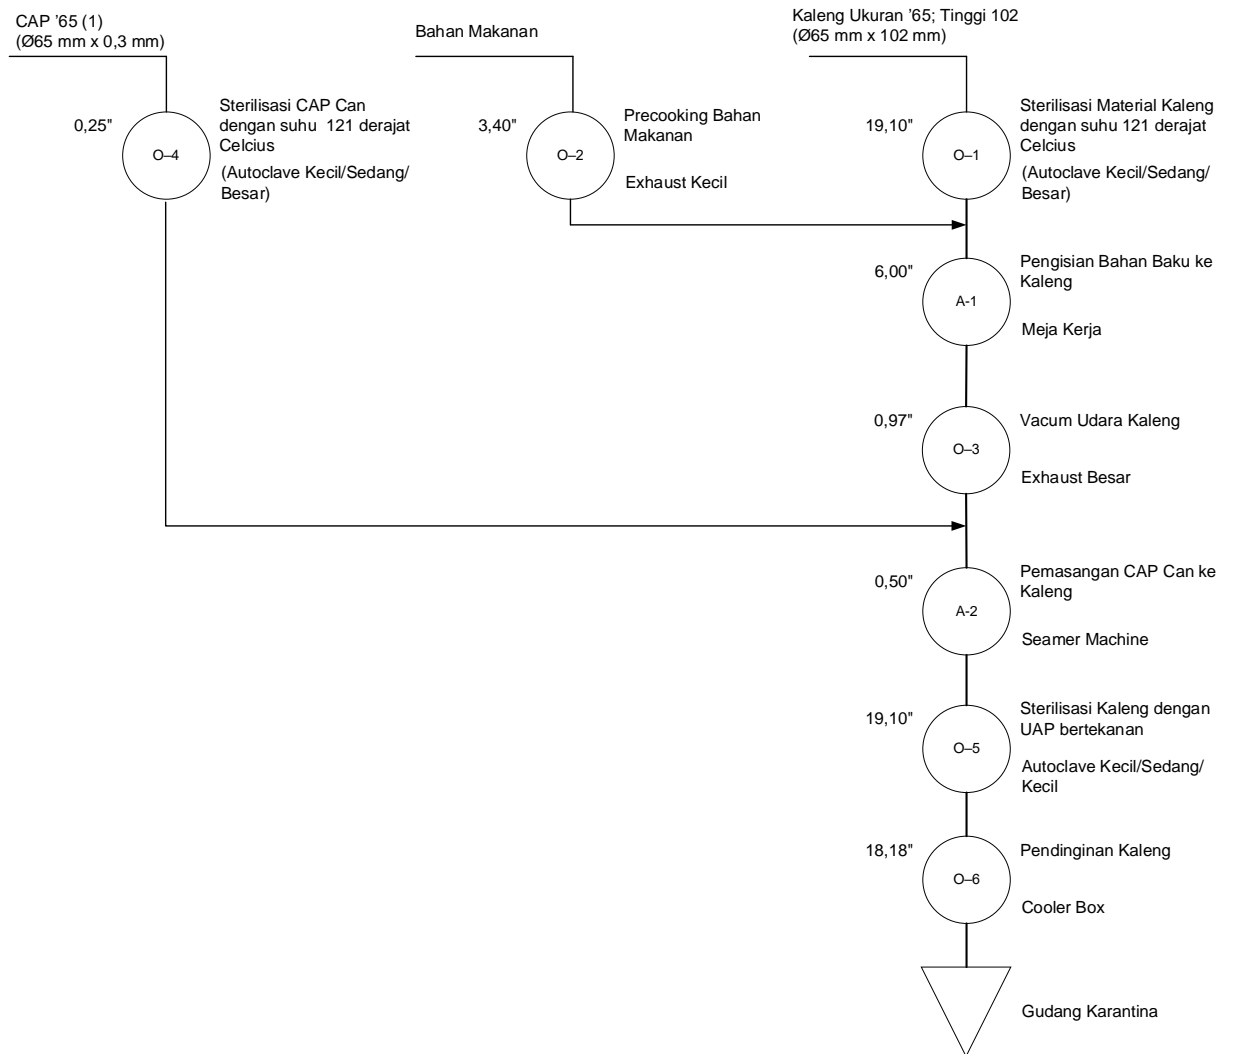 CAP '65 (1)
(Ø65 mm x 0,3 mm)
Bahan Makanan
Kaleng Ukuran '65; Tinggi 102
(Ø65 mm x 102 mm)
0,25"
O–4
Sterilisasi CAP Can
dengan suhu 121 derajat
Celcius
(Autoclave Kecil/Sedang/
Besar)
3,40"
O–2
Precooking Bahan
Makanan
Exhaust Kecil
19,10"
O–1
Sterilisasi Material Kaleng
dengan suhu 121 derajat
Celcius
(Autoclave Kecil/Sedang/
Besar)
6,00"
A-1
Pengisian Bahan Baku ke
Kaleng
Meja Kerja
0,97"
O–3
Vacum Udara Kaleng
Exhaust Besar
0,50"
A-2
Pemasangan CAP Can ke
Kaleng
Seamer Machine
19,10"
O–5
Sterilisasi Kaleng dengan
UAP bertekanan
Autoclave Kecil/Sedang/
Kecil
18,18"
O–6
Pendinginan Kaleng
Cooler Box
Gudang Karantina